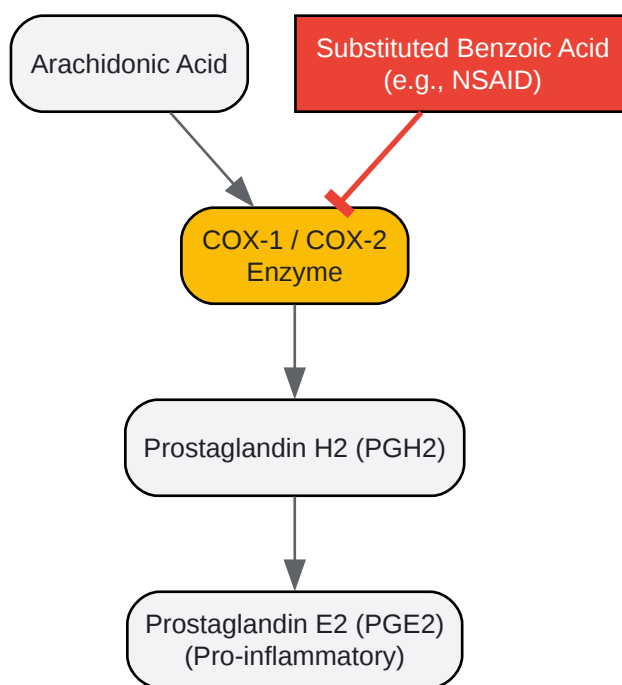 Arachidonic Acid
Substituted Benzoic Acid
(e.g., NSAID)
COX-1 / COX-2
Enzyme
Prostaglandin H2 (PGH2)
Prostaglandin E2 (PGE2)
(Pro-inflammatory)